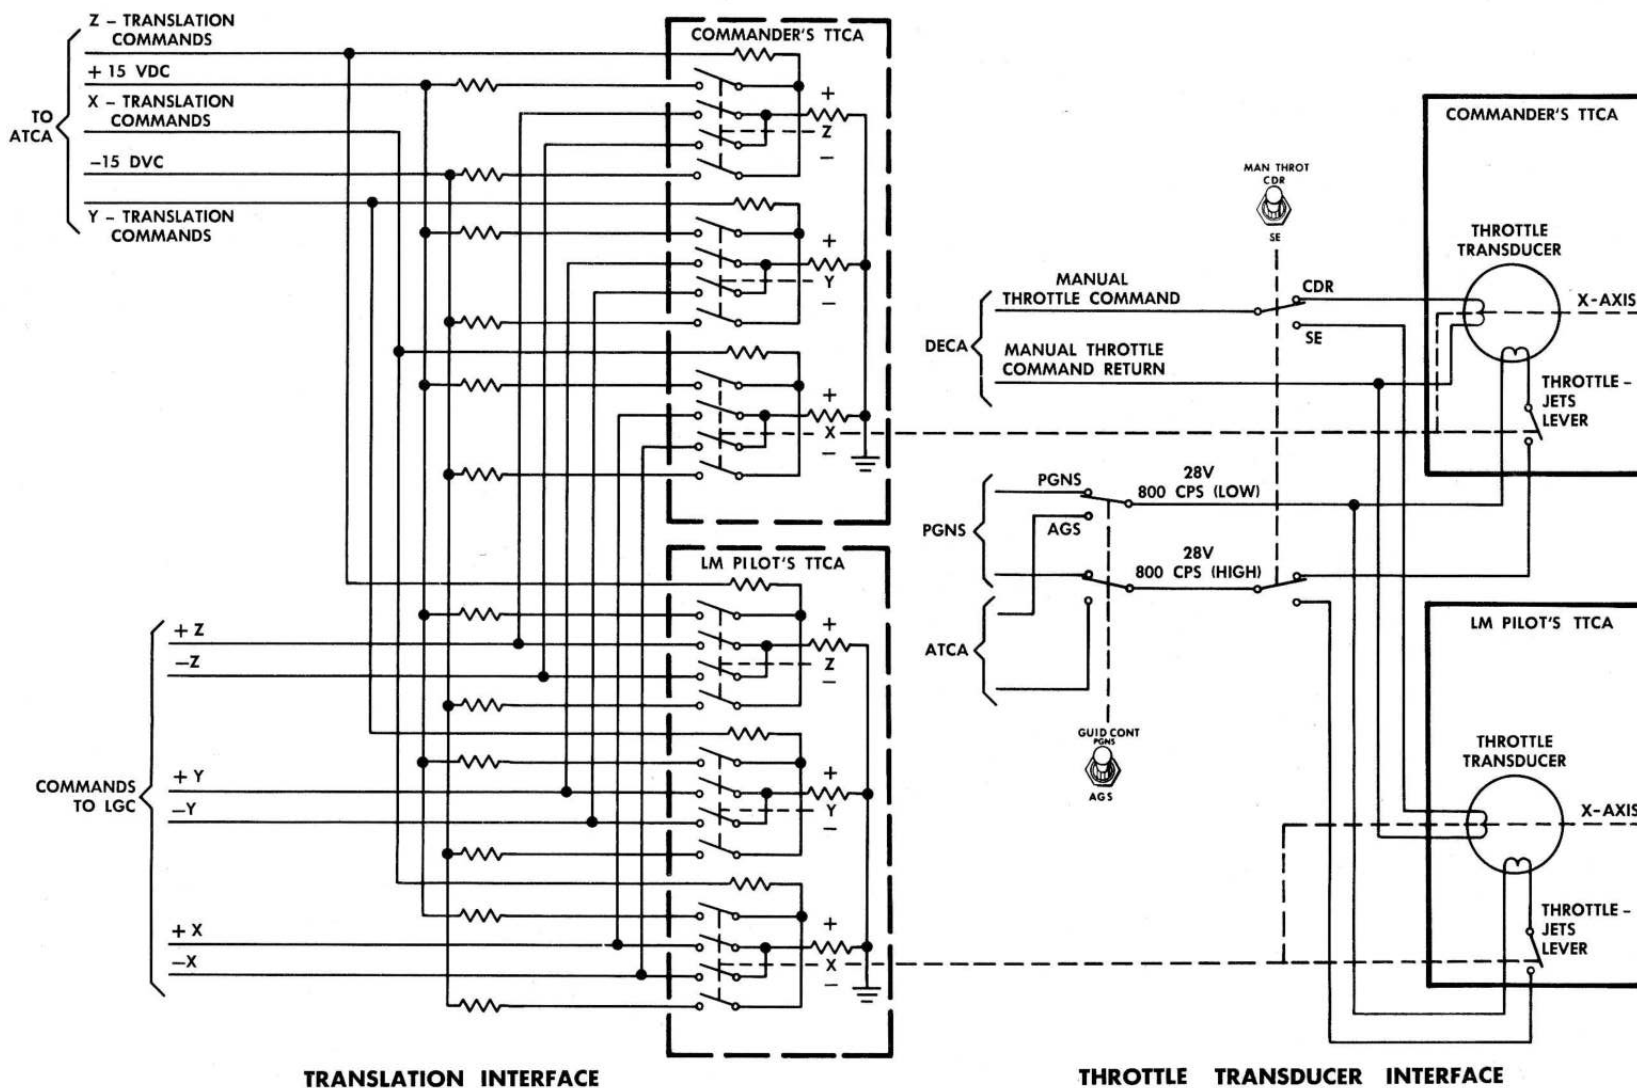 Z – TRANSLATION
COMMANDS
+ 15 VDC
X – TRANSLATION
COMMANDS
TO
ATCA
–15 DVC
Y – TRANSLATION
COMMANDS
COMMANDER'S TTCA
+
Z
–
+
Y
–
+
X
–
LM PILOT'S TTCA
+
Z
–
+
Y
–
+
X
–
+ Z
–Z
COMMANDS
TO LGC
+ Y
–Y
+ X
–X
TRANSLATION INTERFACE
MAN THROT
CDR
SE
MANUAL
THROTTLE COMMAND
CDR
SE
DECA
MANUAL THROTTLE
COMMAND RETURN
PGNS
PGNS
AGS
28V
800 CPS (LOW)
28V
800 CPS (HIGH)
ATCA
GUID CONT
PGNS
AGS
COMMANDER'S TTCA
THROTTLE
TRANSDUCER
X-AXIS
THROTTLE –
JETS
LEVER
LM PILOT'S TTCA
THROTTLE
TRANSDUCER
X-AXIS
THROTTLE –
JETS
LEVER
THROTTLE TRANSDUCER INTERFACE